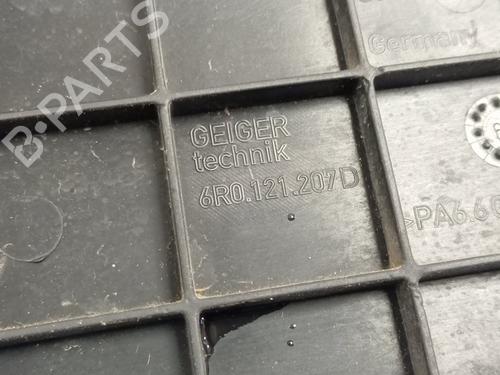 Germany
GEIGER
technik
6R0.121.207D
>PA6.6
B-PARTS